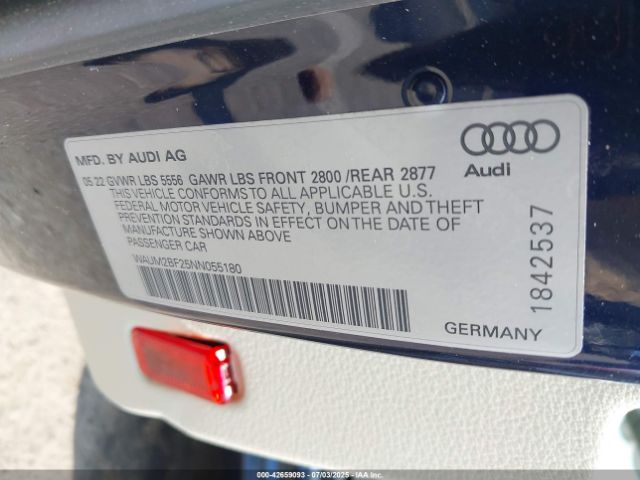 MFD. BY AUDI AG
05.22 GVWR LBS 5556 GAWR LBS FRONT 2800 /REAR 2877
THIS VEHICLE CONFORMS TO ALL APPLICABLE U.S.
FEDERAL MOTOR VEHICLE SAFETY, BUMPER AND THEFT
PREVENTION STANDARDS IN EFFECT ON THE DATE OF
MANUFACTURE SHOWN ABOVE
PASSENGER CAR
WAUM2BF25NN055180
Audi
1842537
GERMANY
000-42659093 - 07/03/2025 - IAAI.COM